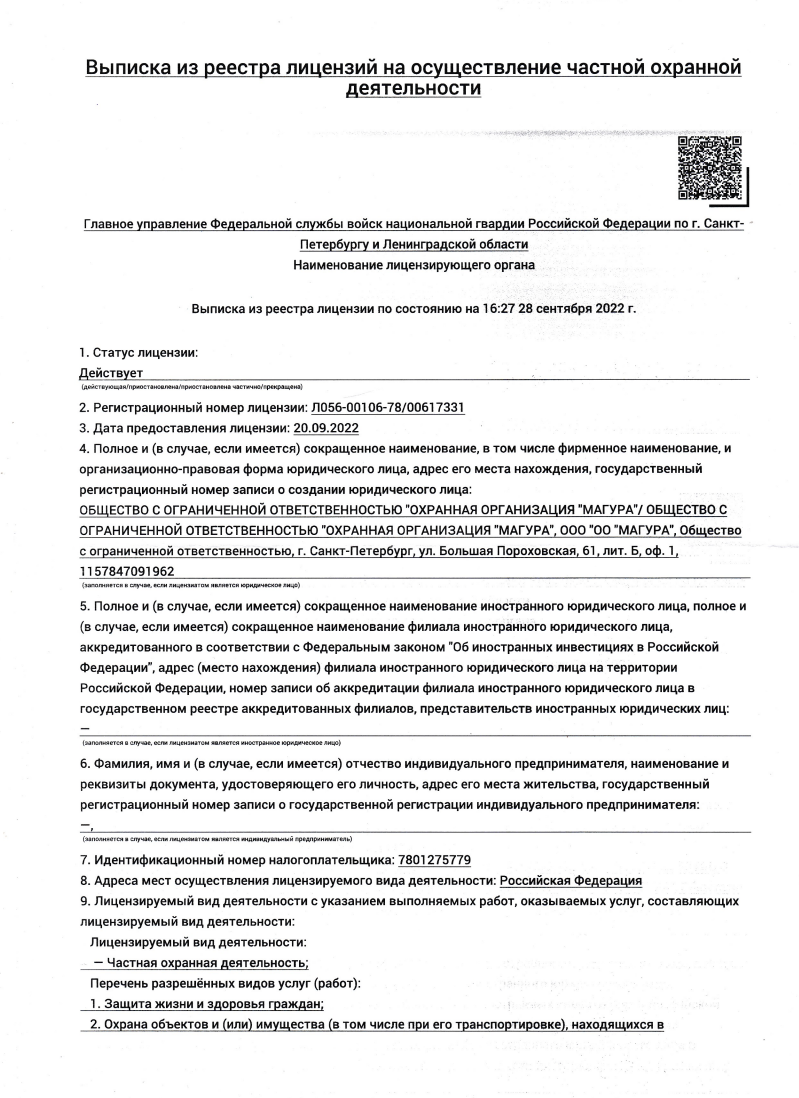 Выписка из реестра лицензий на осуществление частной охранной
деятельности
Главное управление Федеральной службы войск национальной гвардии Российской Федерации по г. Санкт-
Петербургу и Ленинградской области
Наименование лицензирующего органа
Выписка из реестра лицензии по состоянию на 16:27 28 сентября 2022 г.
1. Статус лицензии:
Действует
(действующая/приостановлена/приостановлена частично/прекращена)
2. Регистрационный номер лицензии: Л056-00106-78/00617331
3. Дата предоставления лицензии: 20.09.2022
4. Полное и (в случае, если имеется) сокращенное наименование, в том числе фирменное наименование, и
организационно-правовая форма юридического лица, адрес его места нахождения, государственный
регистрационный номер записи о создании юридического лица:
ОБЩЕСТВО С ОГРАНИЧЕННОЙ ОТВЕТСТВЕННОСТЬЮ "ОХРАННАЯ ОРГАНИЗАЦИЯ "МАГУРА"/ ОБЩЕСТВО С
ОГРАНИЧЕННОЙ ОТВЕТСТВЕННОСТЬЮ "ОХРАННАЯ ОРГАНИЗАЦИЯ "МАГУРА", ООО "ОО "МАГУРА", Общество
с ограниченной ответственностью, г. Санкт-Петербург, ул. Большая Пороховская, 61, лит. Б, оф. 1,
1157847091962
(заполняется в случае, если лицензиатом является юридическое лицо)
5. Полное и (в случае, если имеется) сокращенное наименование иностранного юридического лица, полное и
(в случае, если имеется) сокращенное наименование филиала иностранного юридического лица,
аккредитованного в соответствии с Федеральным законом "Об иностранных инвестициях в Российской
Федерации", адрес (место нахождения) филиала иностранного юридического лица на территории
Российской Федерации, номер записи об аккредитации филиала иностранного юридического лица в
государственном реестре аккредитованных филиалов, представительств иностранных юридических лиц:
—
(заполняется в случае, если лицензиатом является иностранное юридическое лицо)
6. Фамилия, имя и (в случае, если имеется) отчество индивидуального предпринимателя, наименование и
реквизиты документа, удостоверяющего его личность, адрес его места жительства, государственный
регистрационный номер записи о государственной регистрации индивидуального предпринимателя:
—,
(заполняется в случае, если лицензиатом является индивидуальный предприниматель)
7. Идентификационный номер налогоплательщика: 7801275779
8. Адреса мест осуществления лицензируемого вида деятельности: Российская Федерация
9. Лицензируемый вид деятельности с указанием выполняемых работ, оказываемых услуг, составляющих
лицензируемый вид деятельности:
Лицензируемый вид деятельности:
— Частная охранная деятельность;
Перечень разрешённых видов услуг (работ):
1. Защита жизни и здоровья граждан;
2. Охрана объектов и (или) имущества (в том числе при его транспортировке), находящихся в